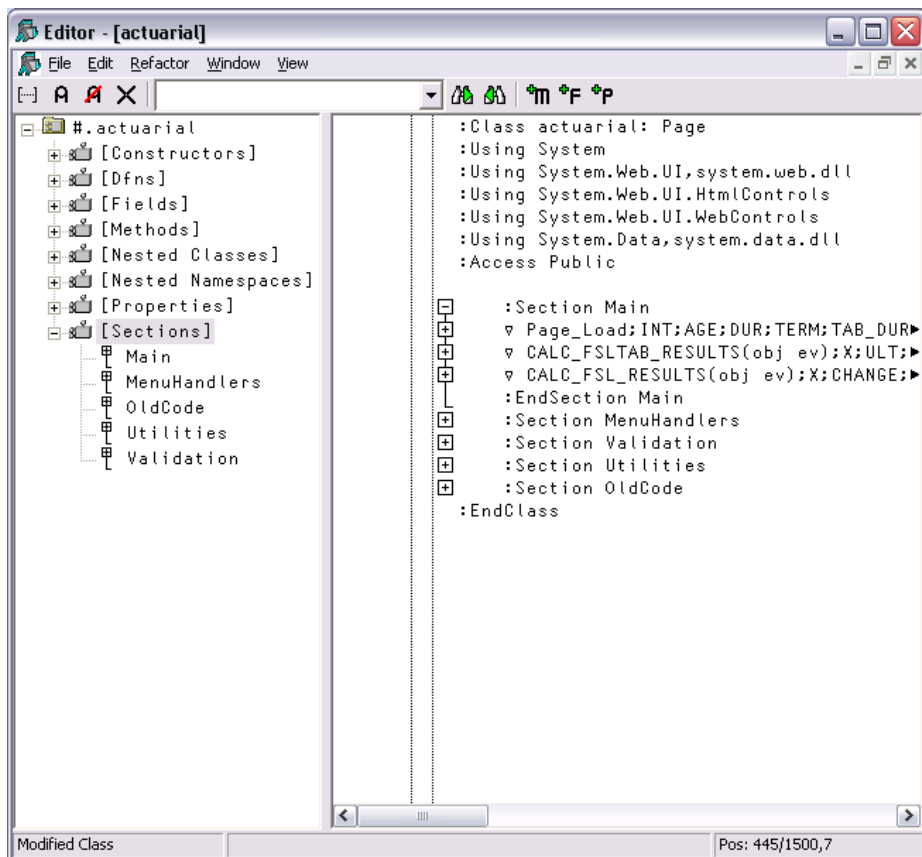 Editor - [actuarial]
File Edit Refactor Window View
[...] A A X m F P
#.actuarial
[Constructors]
[Dfns]
[Fields]
[Methods]
[Nested Classes]
[Nested Namespaces]
[Properties]
[Sections]
Main
MenuHandlers
OldCode
Utilities
Validation
:Class actuarial: Page
:Using System
:Using System.Web.UI,system.web.dll
:Using System.Web.UI.HtmlControls
:Using System.Web.UI.WebControls
:Using System.Data,system.data.dll
:Access Public
:Section Main
∇ Page_Load;INT;AGE;DUR;TERM;TAB_DUR
∇ CALC_FSLTAB_RESULTS(obj ev);X;ULT;
∇ CALC_FSL_RESULTS(obj ev);X;CHANGE;
:EndSection Main
:Section MenuHandlers
:Section Validation
:Section Utilities
:Section OldCode
:EndClass
Modified Class
Pos: 445/1500,7